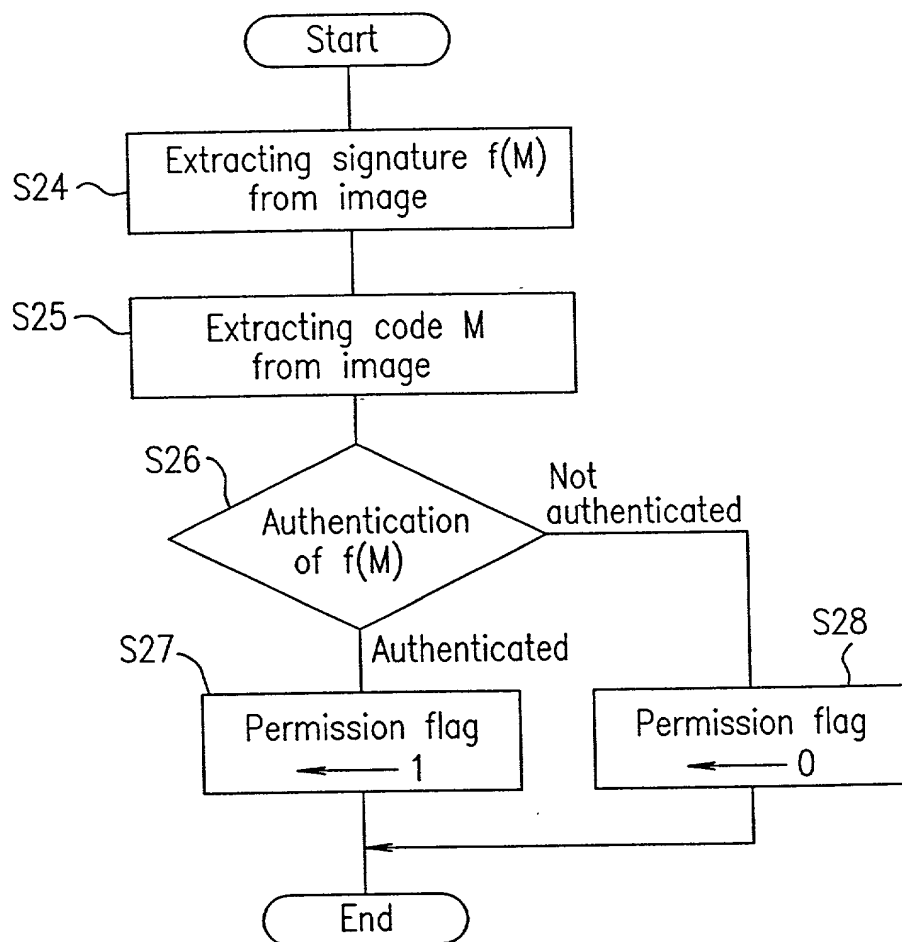 Start
S24
Extracting signature f(M)
from image
S25
Extracting code M
from image
S26
Authentication
of f(M)
Not
authenticated
S27
Authenticated
S28
Permission flag
1
Permission flag
0
End